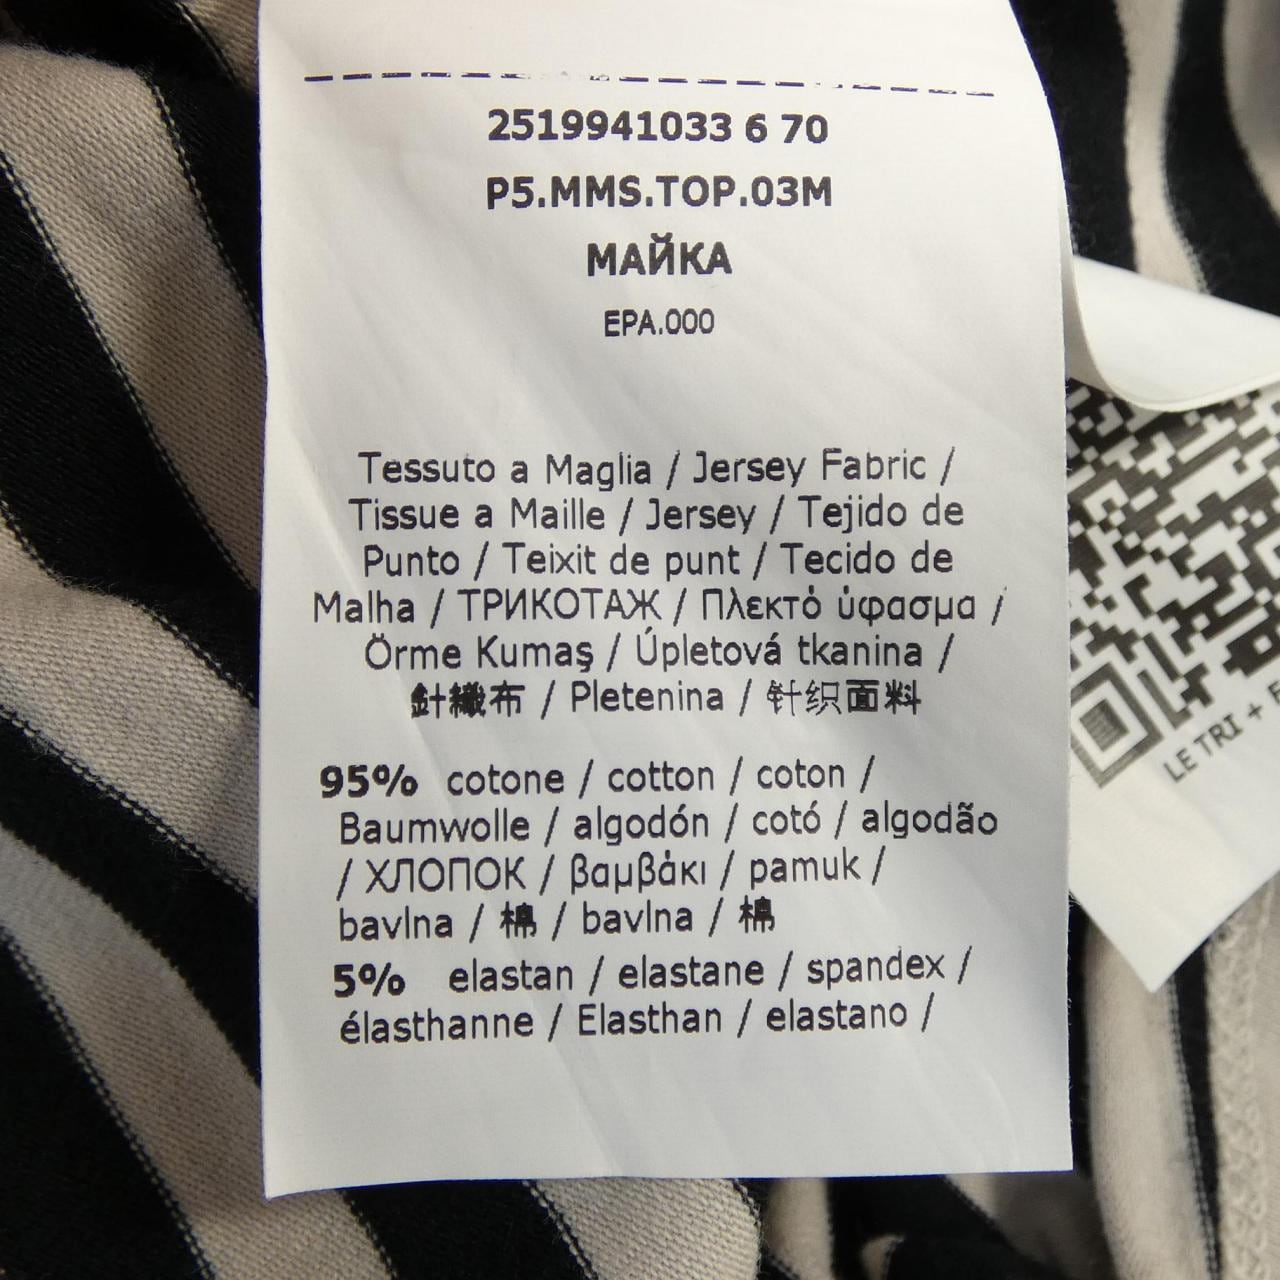 2519941033 6 70
P5.MMS.TOP.03M
МАЙКА
EPA.000
Tessuto a Maglia / Jersey Fabric /
Tissue a Maille / Jersey / Tejido de
Punto / Teixit de punt / Tecido de
Malha / ТРИКОТАЖ / Πλεκτό ύφασμα /
Örme Kumaş / Úpletová tkanina /
針織布 / Pletenina / 针织面料
95% cotone / cotton / coton /
Baumwolle / algodón / cotó / algodão
/ ХЛОПОК / βαμβάκι / pamuk /
bavlna / 棉 / bavlna / 棉
5% elastan / elastane / spandex /
élasthanne / Elasthan / elastano /
LE TRI +